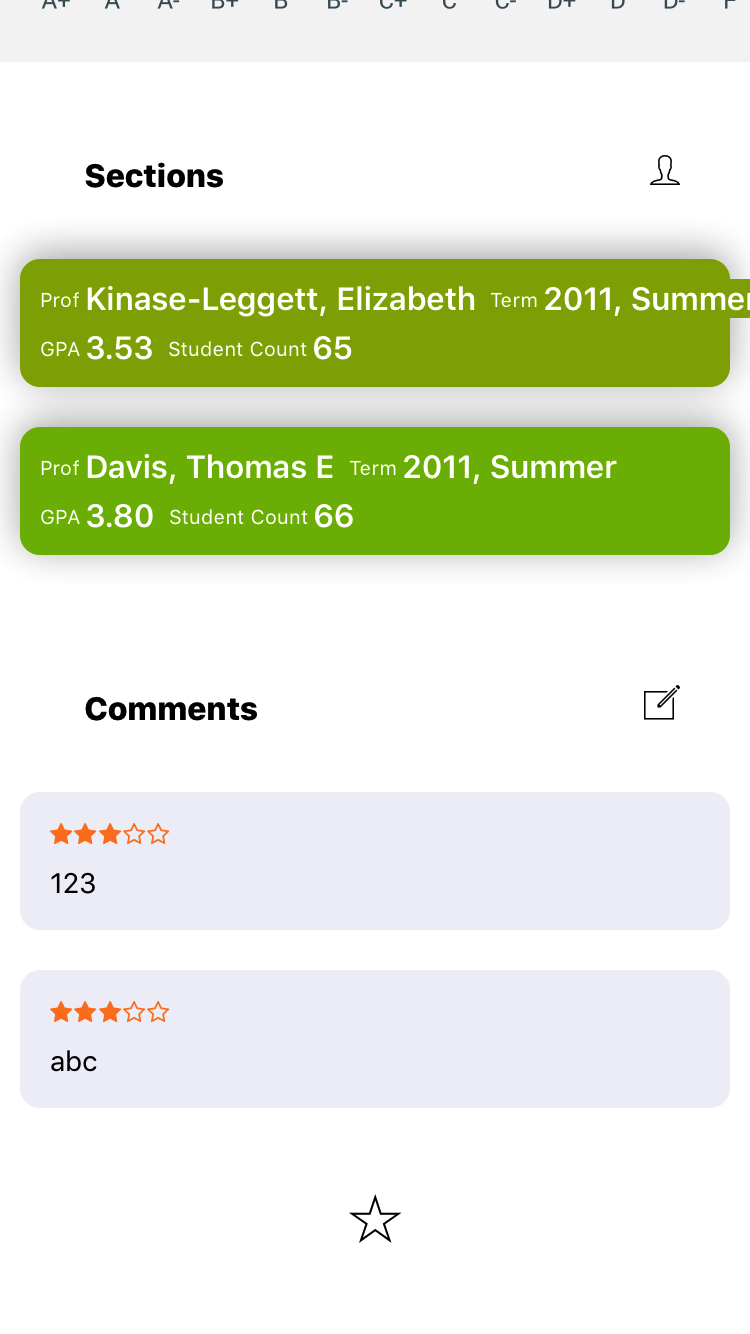 A+ A A- B+ B B- C+ C C- D+ D D- F
Sections
Prof Kinase-Leggett, Elizabeth Term 2011, Summer
GPA 3.53 Student Count 65
Prof Davis, Thomas E Term 2011, Summer
GPA 3.80 Student Count 66
Comments
123
abc